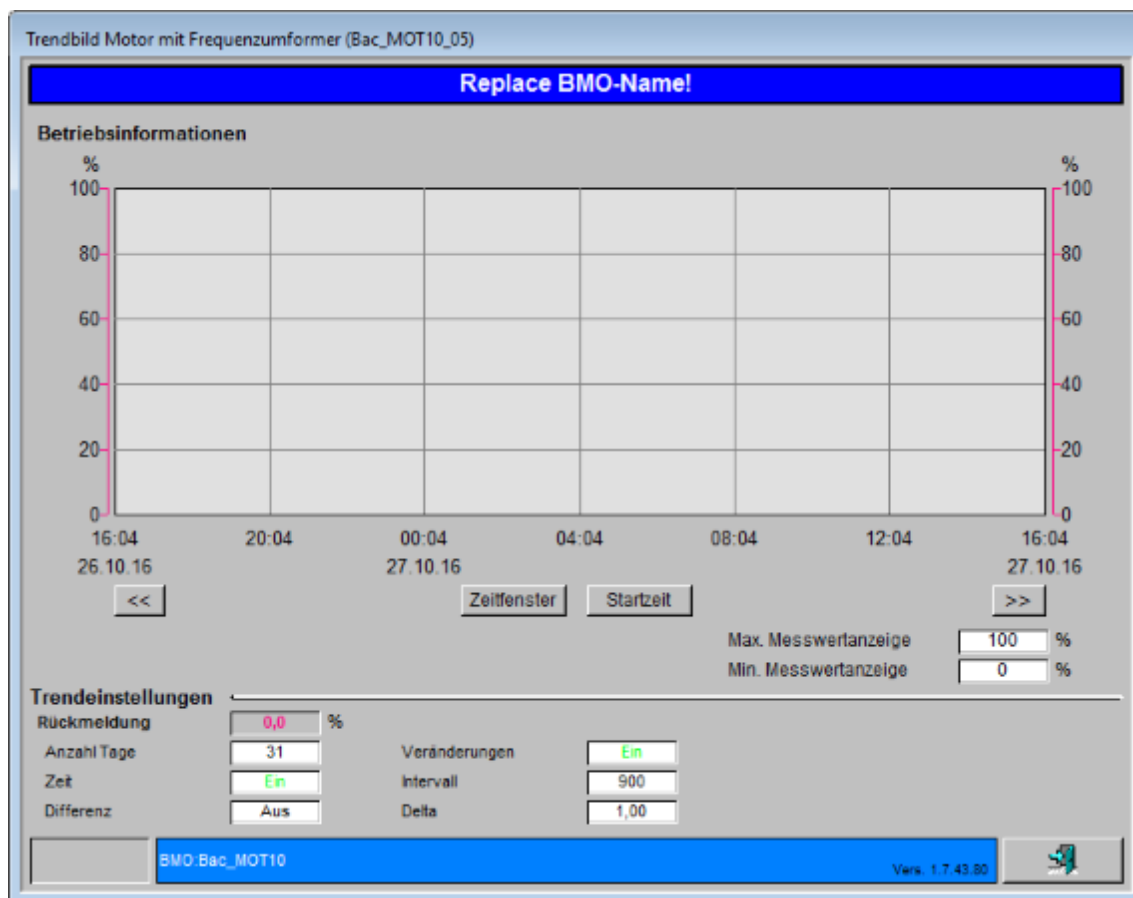 Trendbild Motor mit Frequenzumformer (Bac_MOT10_05)
Replace BMO-Name!
Betriebsinformationen
% %
100 100
80 80
60 60
40 40
20 20
0 0
16:04 20:04 00:04 04:04 08:04 12:04 16:04
26.10.16 27.10.16 27.10.16
<< Zeitfenster Startzeit >>
Max. Messwertanzeige 100 %
Min. Messwertanzeige 0 %
Trendeinstellungen
Rückmeldung 0,0 %
Anzahl Tage 31 Veränderungen Ein
Zeit Ein Intervall 900
Differenz Aus Delta 1,00
BMO:Bac_MOT10 Vers. 1.7.43.80